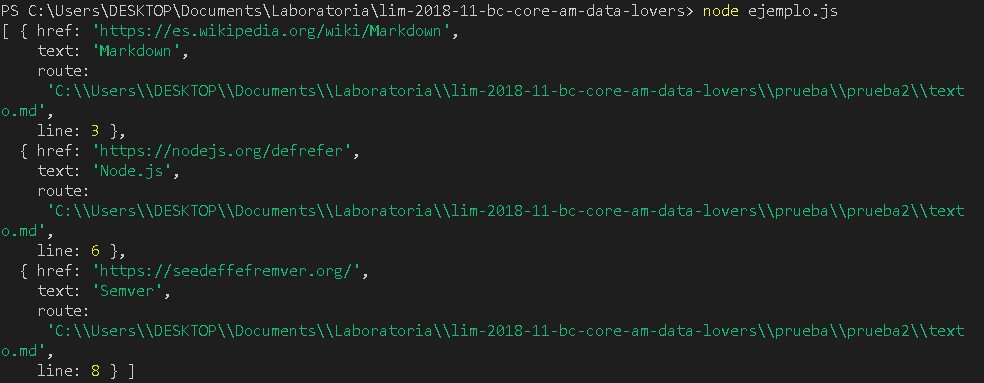 PS C:\Users\DESKTOP\Documents\Laboratoria\lim-2018-11-bc-core-am-data-lovers> node ejemplo.js
[ { href: 'https://es.wikipedia.org/wiki/Markdown',
    text: 'Markdown',
    route:
     'C:\\Users\\DESKTOP\\Documents\\Laboratoria\\lim-2018-11-bc-core-am-data-lovers\\prueba\\prueba2\\text
o.md',
    line: 3 },
  { href: 'https://nodejs.org/defrefer',
    text: 'Node.js',
    route:
     'C:\\Users\\DESKTOP\\Documents\\Laboratoria\\lim-2018-11-bc-core-am-data-lovers\\prueba\\prueba2\\text
o.md',
    line: 6 },
  { href: 'https://seedeffefremver.org/',
    text: 'Semver',
    route:
     'C:\\Users\\DESKTOP\\Documents\\Laboratoria\\lim-2018-11-bc-core-am-data-lovers\\prueba\\prueba2\\text
o.md',
    line: 8 } ]